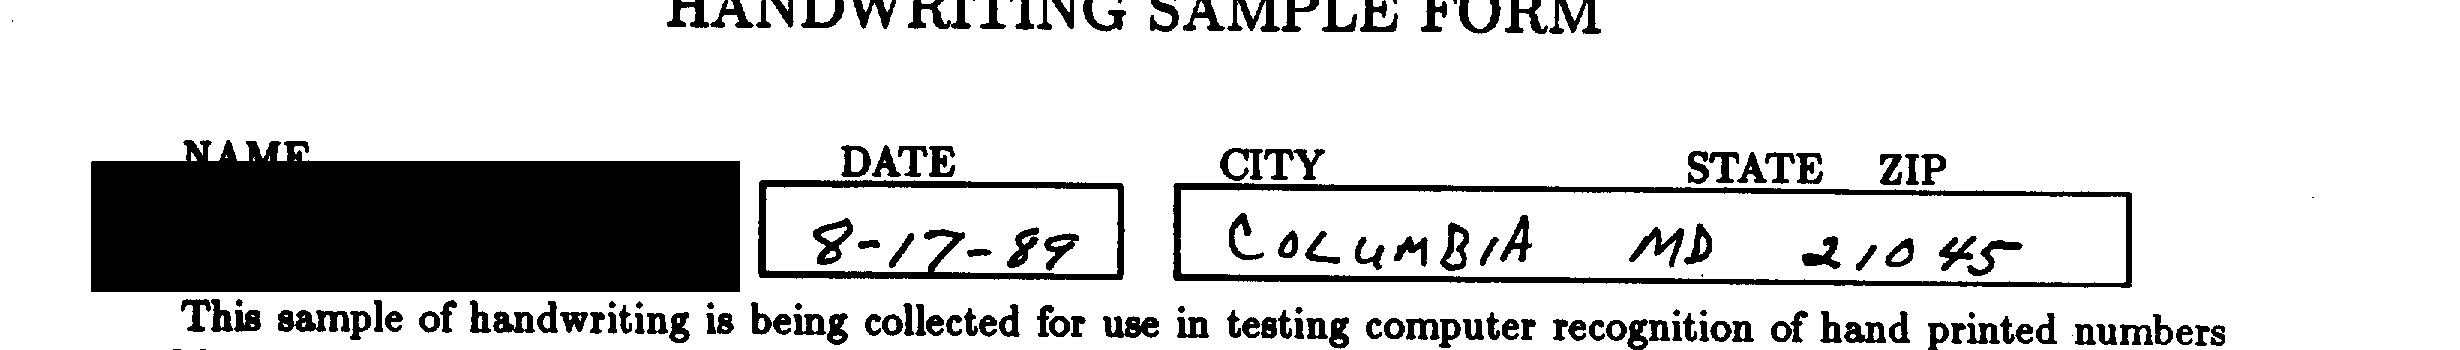 HANDWRITING SAMPLE FORM
NAME DATE CITY STATE ZIP
8-17-89 COLUMBIA MD 21045
This sample of handwriting is being collected for use in testing computer recognition of hand printed numbers